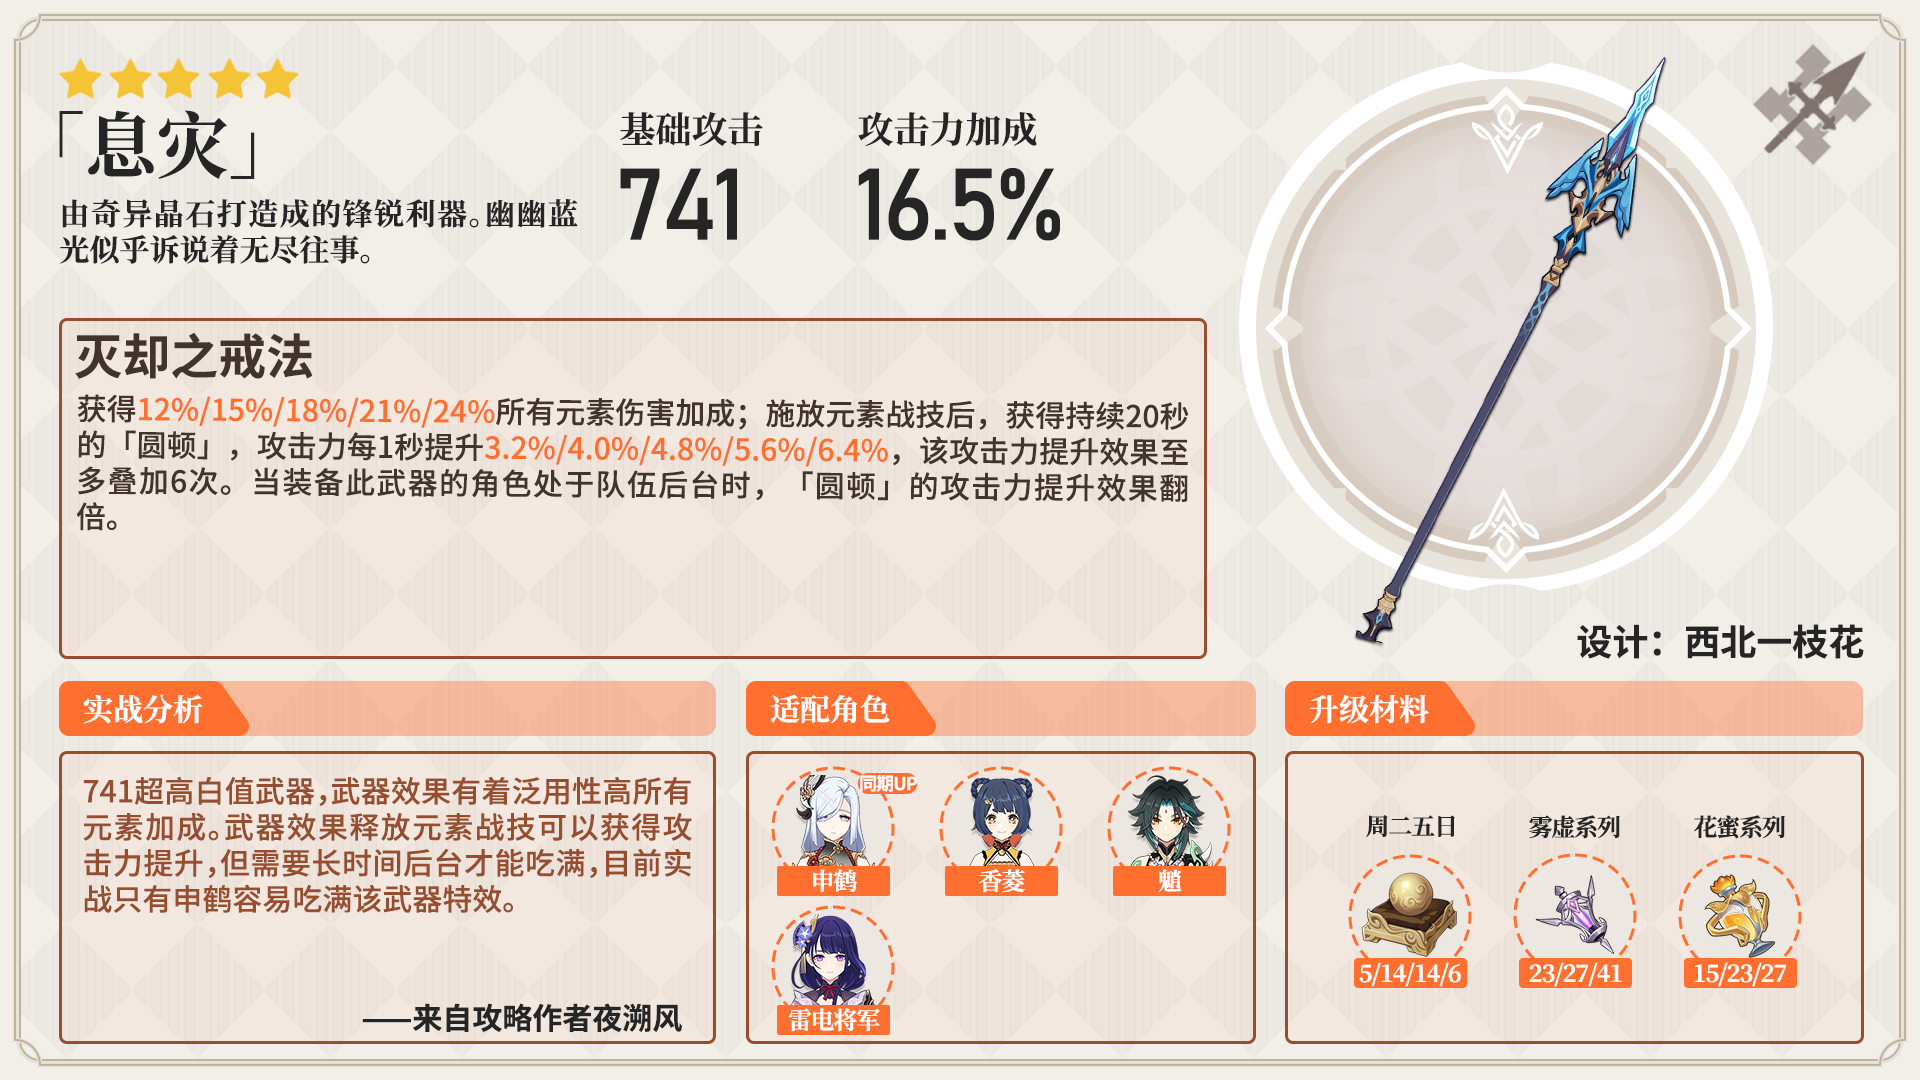 「息灾」
由奇异晶石打造成的锋锐利器。幽幽蓝
光似乎诉说着无尽往事。
基础攻击
741
攻击力加成
16.5%
灭却之戒法
获得12%/15%/18%/21%/24%所有元素伤害加成；施放元素战技后，获得持续20秒
的「圆顿」，攻击力每1秒提升3.2%/4.0%/4.8%/5.6%/6.4%，该攻击力提升效果至
多叠加6次。当装备此武器的角色处于队伍后台时，「圆顿」的攻击力提升效果翻
倍。
设计：西北一枝花
实战分析
741超高白值武器，武器效果有着泛用性高所有
元素加成。武器效果释放元素战技可以获得攻
击力提升，但需要长时间后台才能吃满，目前实
战只有申鹤容易吃满该武器特效。
——来自攻略作者夜溯风
适配角色
同期UP
申鹤
香菱
魈
雷电将军
升级材料
周二五日
雾虚系列
花蜜系列
5/14/14/6
23/27/41
15/23/27